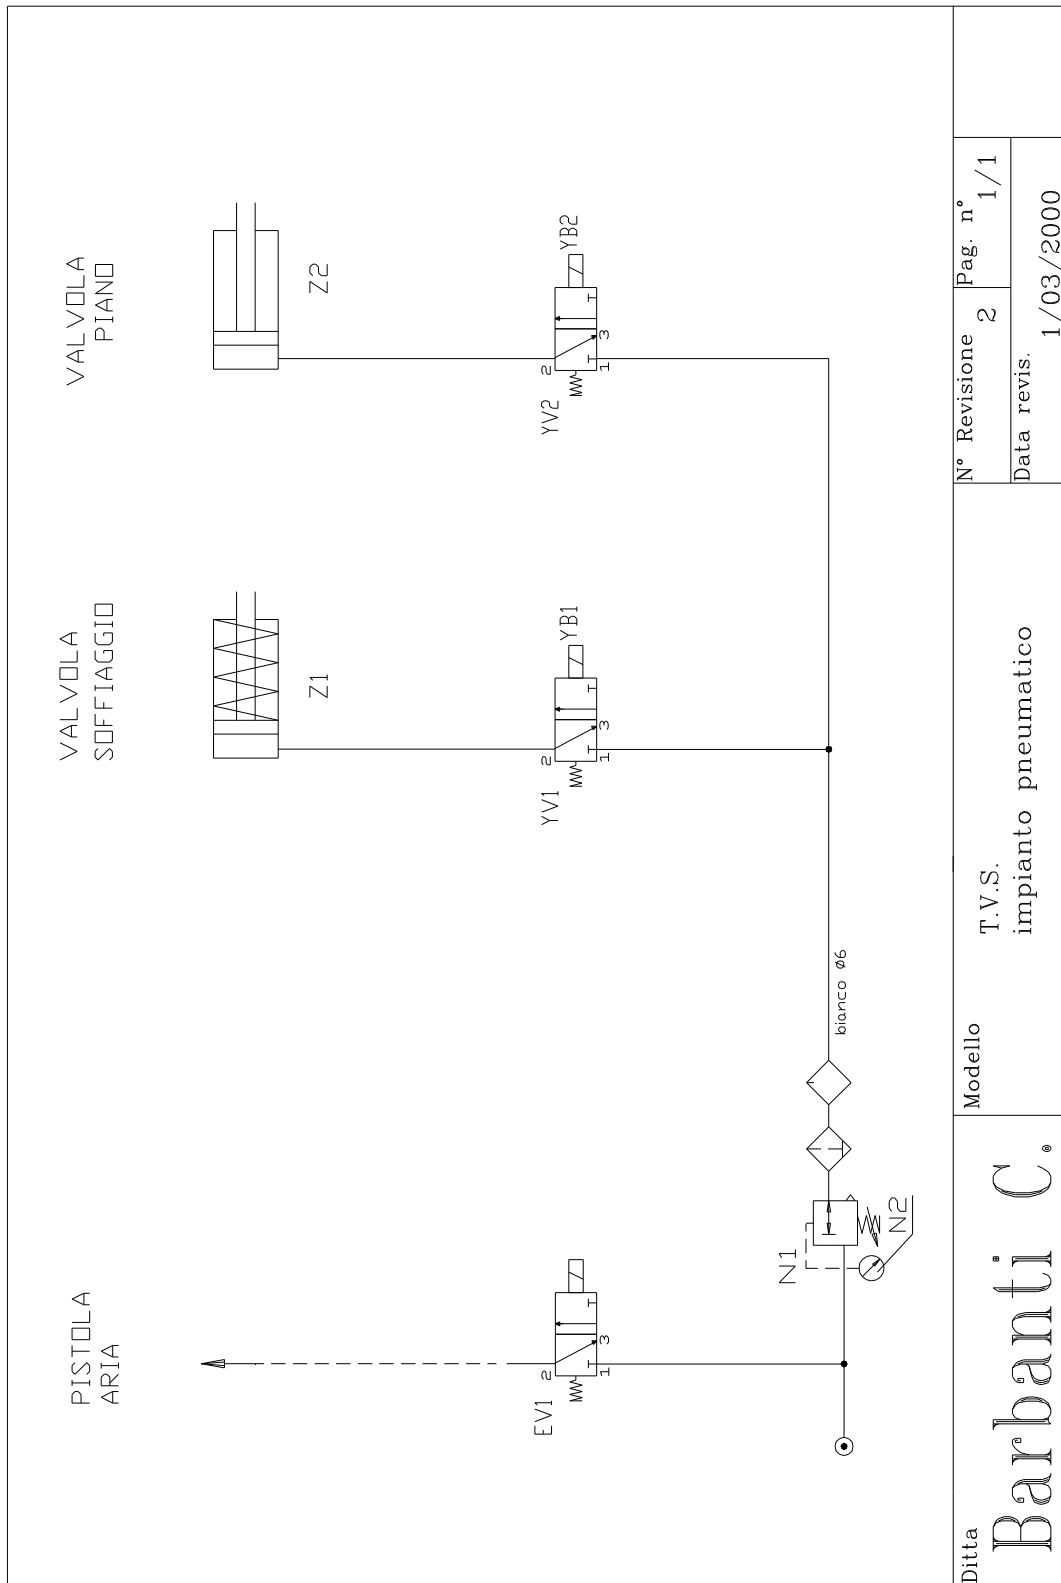 PISTOLA
ARIA
VALVOLA
SOFFIAGGIO
VALVOLA
PIANO
Z1
Z2
EV1
2
1
3
YV1
2
1
3
YB1
YV2
2
1
3
YB2
N1
N2
bianco ø6
Ditta
Barbanti C.
Modello
T.V.S.
impianto pneumatico
N° Revisione
2
Pag. n°
1/1
Data revis.
1/03/2000